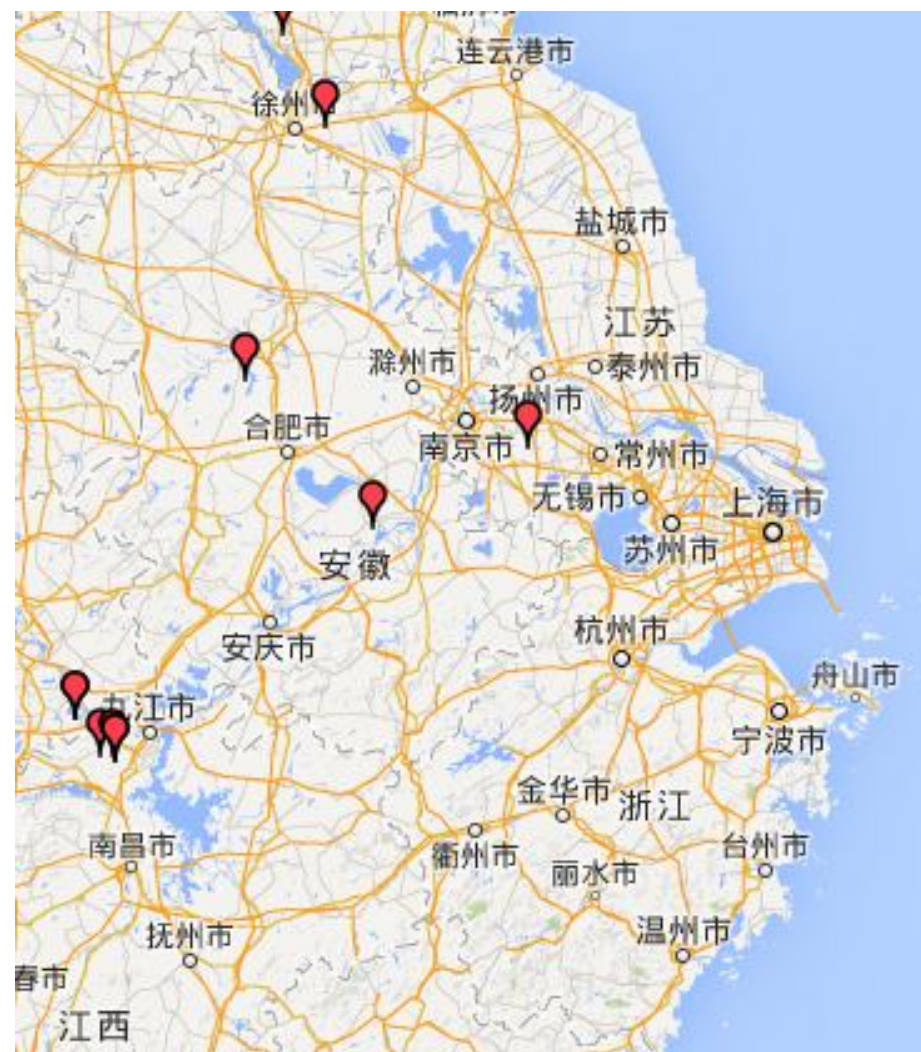 连云港市
徐州市
盐城市
江苏
滁州市
泰州市
扬州市
合肥市
南京市
常州市
无锡市
上海市
苏州市
安徽
杭州市
安庆市
舟山市
九江市
宁波市
金华市
浙江
南昌市
衢州市
台州市
丽水市
抚州市
温州市
春市
江西